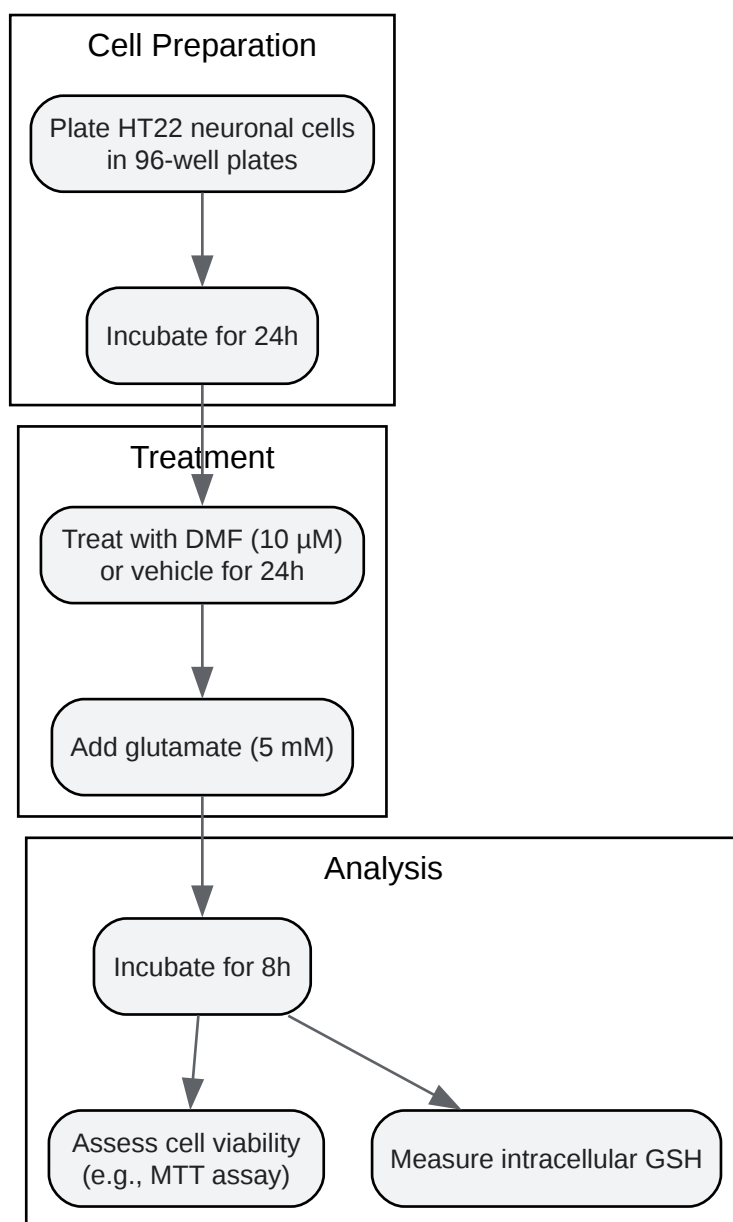 Cell Preparation
Plate HT22 neuronal cells
in 96-well plates
Incubate for 24h
Treatment
Treat with DMF (10 µM)
or vehicle for 24h
Add glutamate (5 mM)
Analysis
Incubate for 8h
Assess cell viability
(e.g., MTT assay)
Measure intracellular GSH